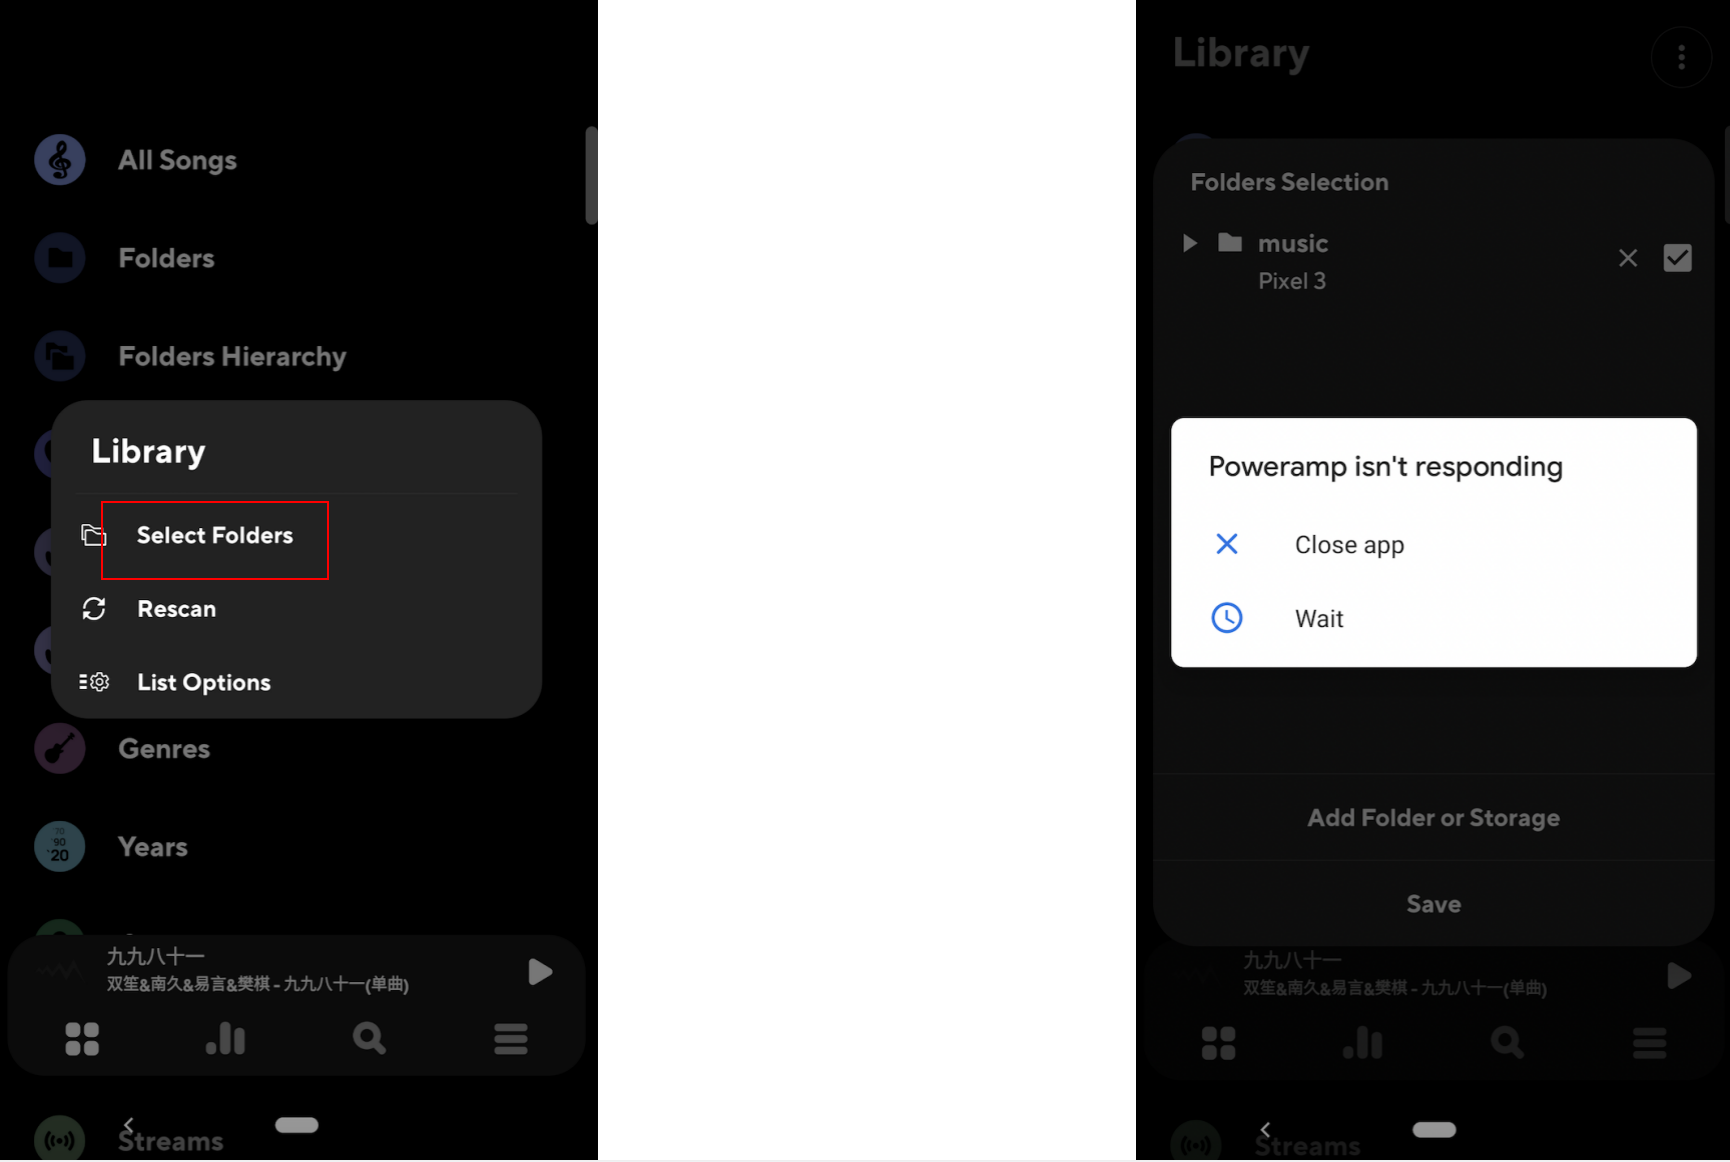 All Songs
Folders
Folders Hierarchy
Library
Select Folders
Rescan
List Options
Genres
'70
'90
'20
Years
九九八十一
双笙&南久&易言&樊棋 - 九九八十一(单曲)
Streams
Library
Folders Selection
music
Pixel 3
Poweramp isn't responding
Close app
Wait
Add Folder or Storage
Save
九九八十一
双笙&南久&易言&樊棋 - 九九八十一(单曲)
Streams